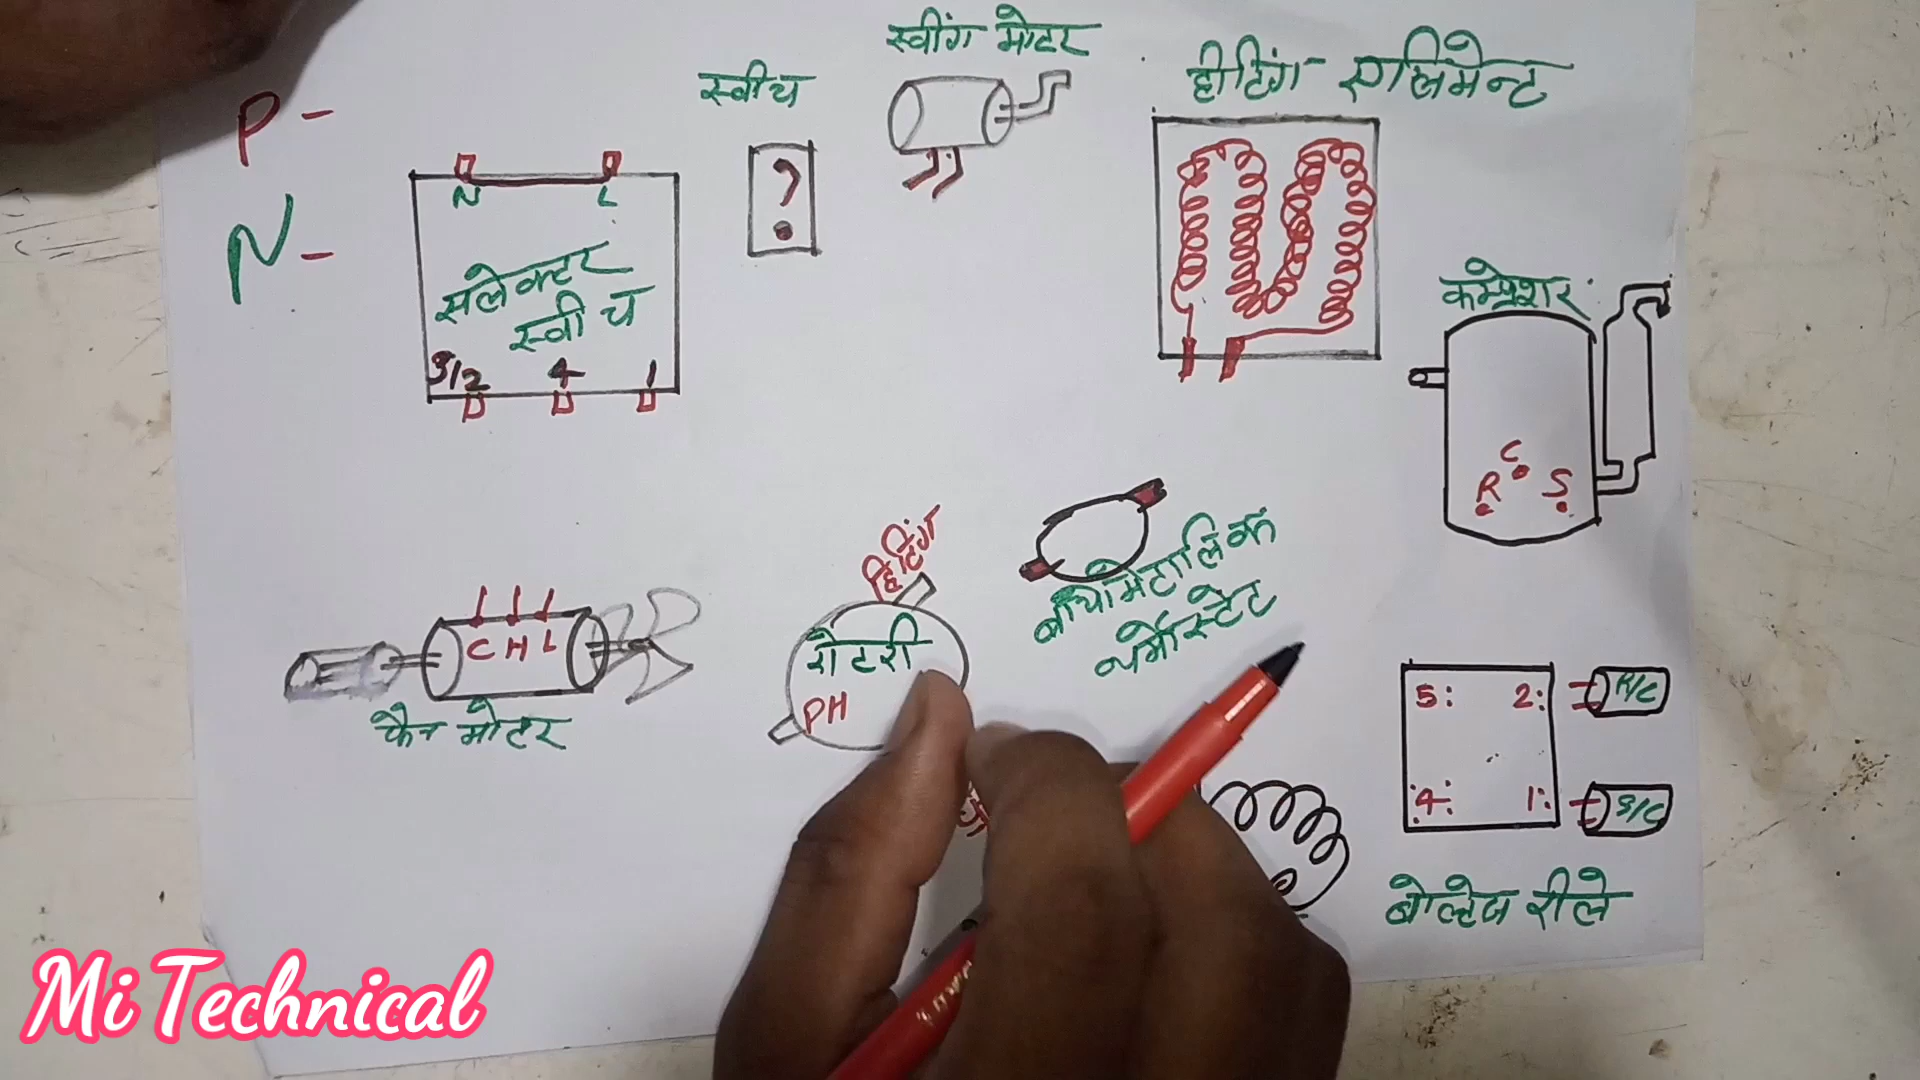 P -
N -
स्वीच
स्वींग मोटर
हीटिंग एलिमेन्ट
N L
सलेक्टर
स्वीच
3/2 4 1
कम्प्रेशर
C
R S
हिटिंग
रोटरी
PH
बायोमेटालिक
थर्मोस्टेट
C H L
फैन मोटर
5: 2:
4: 1:
R/C
S/C
वोल्टेज रीले
Mi Technical